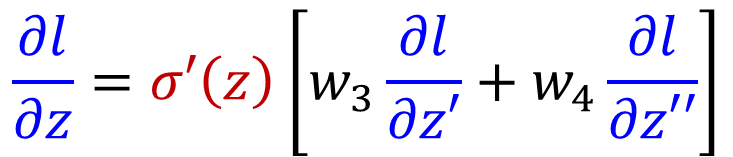 ∂l/∂z = σ′(z) [w₃ ∂l/∂z′ + w₄ ∂l/∂z′′]